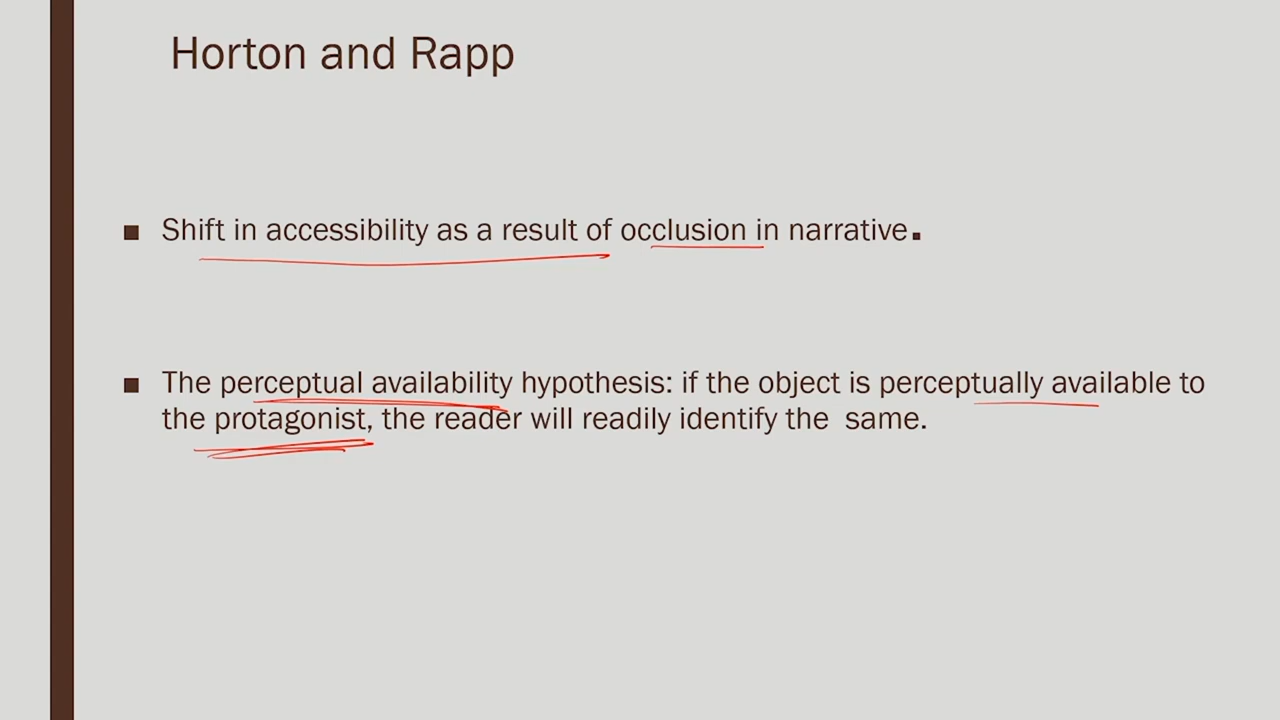 Horton and Rapp
■ Shift in accessibility as a result of occlusion in narrative.
■ The perceptual availability hypothesis: if the object is perceptually available to
the protagonist, the reader will readily identify the same.